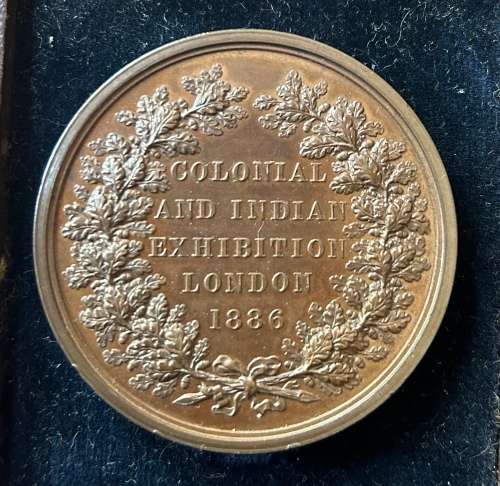 COLONIAL
AND INDIAN
EXHIBITION
LONDON
1886